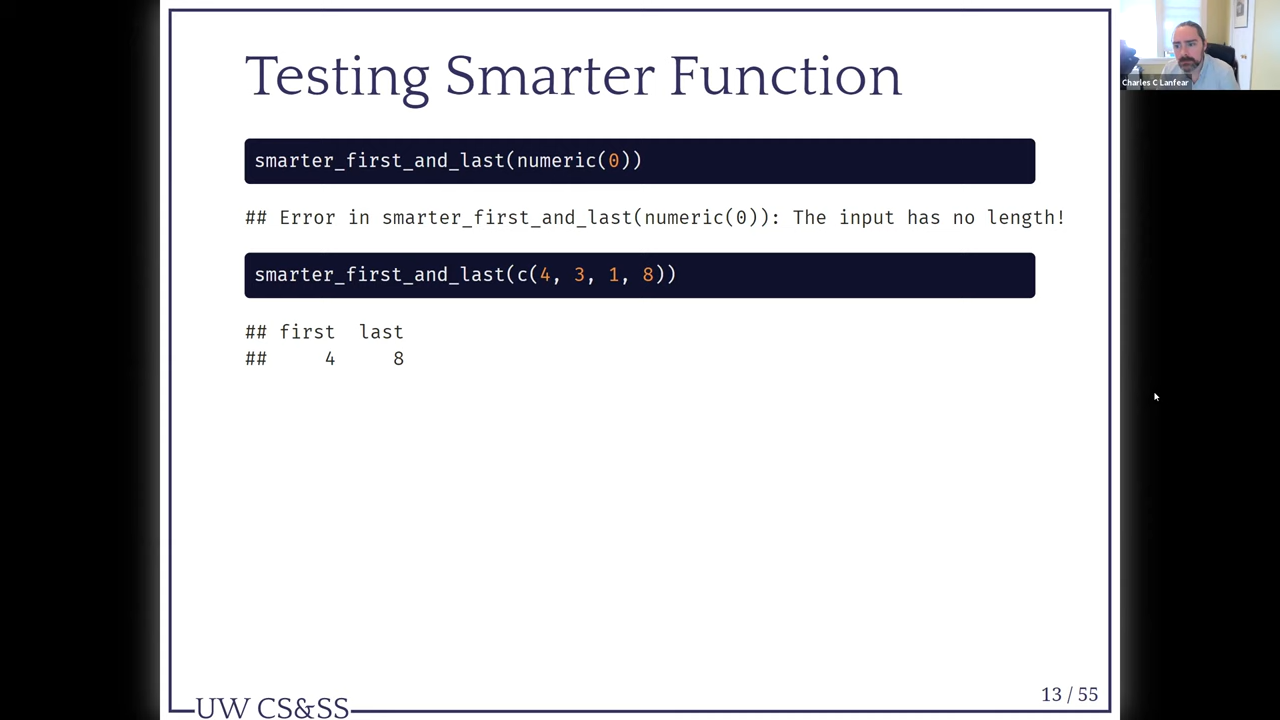 Testing Smarter Function
Charles C Lanfear
smarter_first_and_last(numeric(0))
## Error in smarter_first_and_last(numeric(0)): The input has no length!
smarter_first_and_last(c(4, 3, 1, 8))
## first  last
##     4     8
13 / 55
UW CS&SS